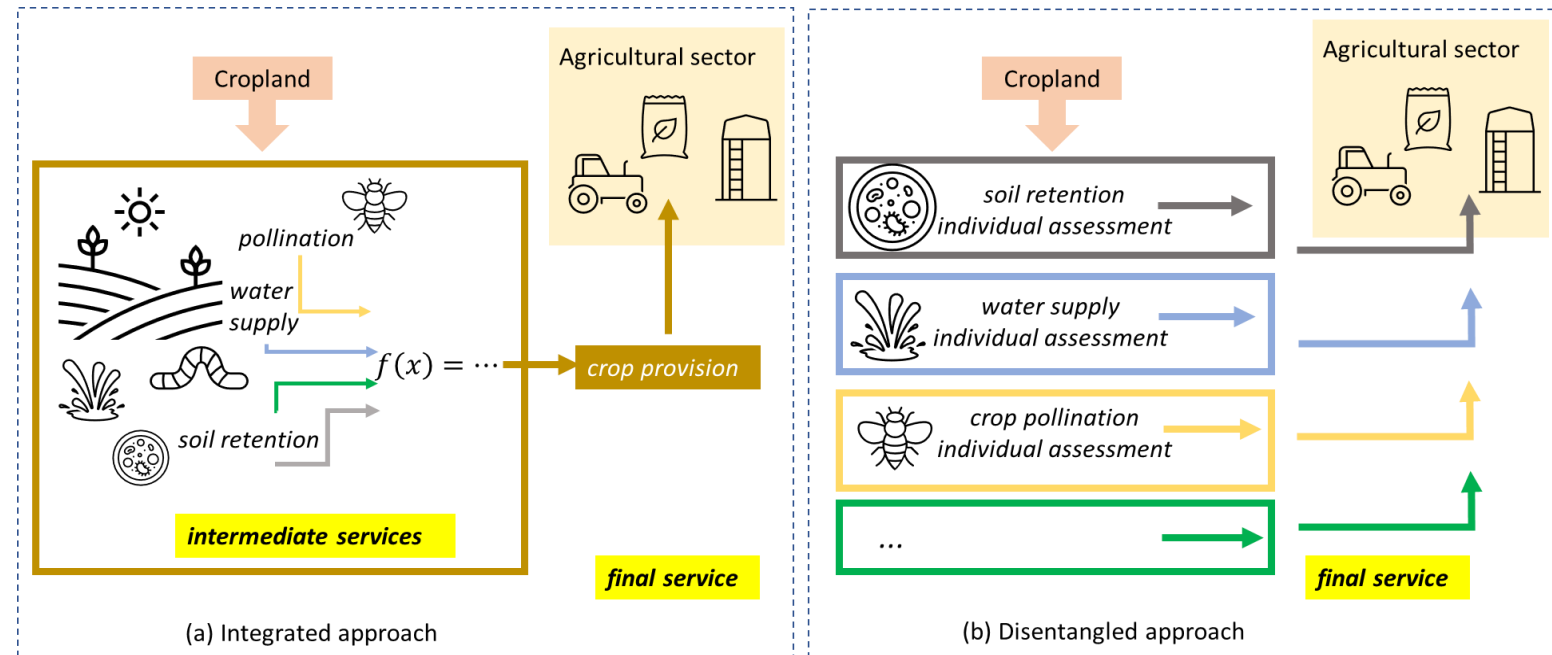 Cropland
Agricultural sector
pollination
water
supply
f(x) = ⋯
crop provision
soil retention
intermediate services
final service
(a) Integrated approach
Cropland
Agricultural sector
soil retention
individual assessment
water supply
individual assessment
crop pollination
individual assessment
...
final service
(b) Disentangled approach